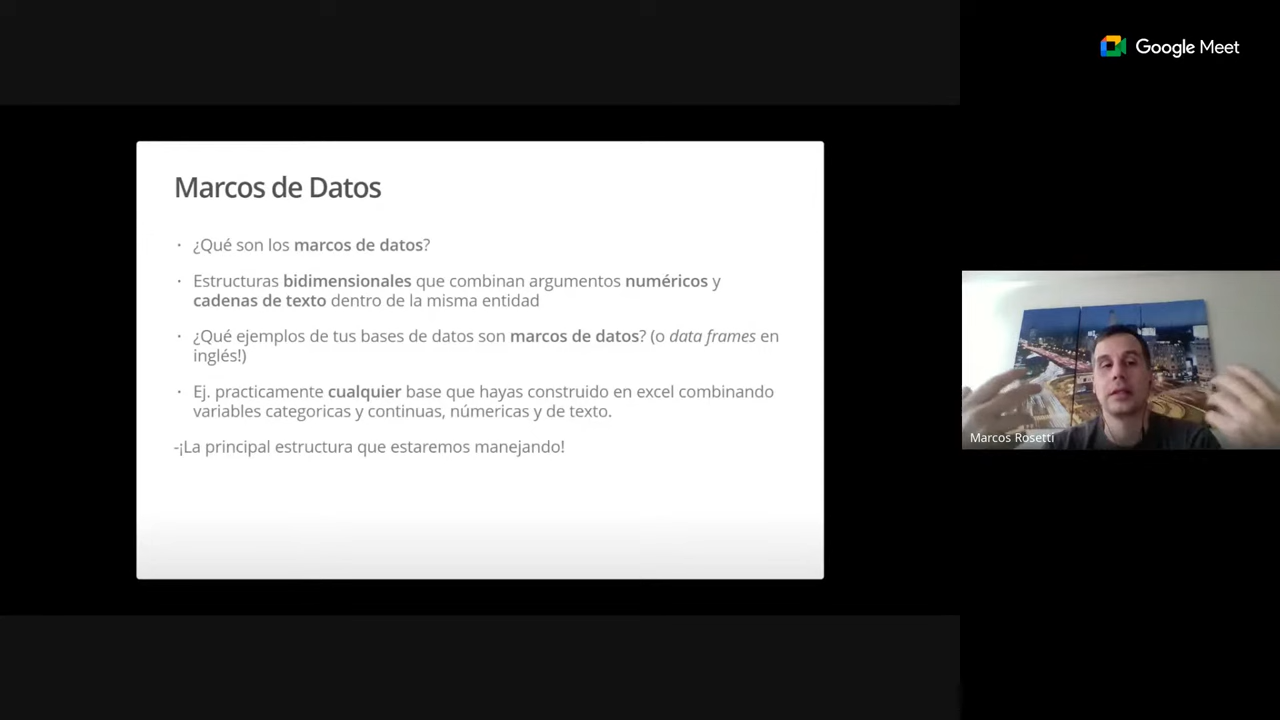 Google Meet
Marcos de Datos
· ¿Qué son los marcos de datos?
· Estructuras bidimensionales que combinan argumentos numéricos y
cadenas de texto dentro de la misma entidad
· ¿Qué ejemplos de tus bases de datos son marcos de datos? (o data frames en
inglés!)
· Ej. practicamente cualquier base que hayas construido en excel combinando
variables categoricas y continuas, númericas y de texto.
-¡La principal estructura que estaremos manejando!
Marcos Rosetti